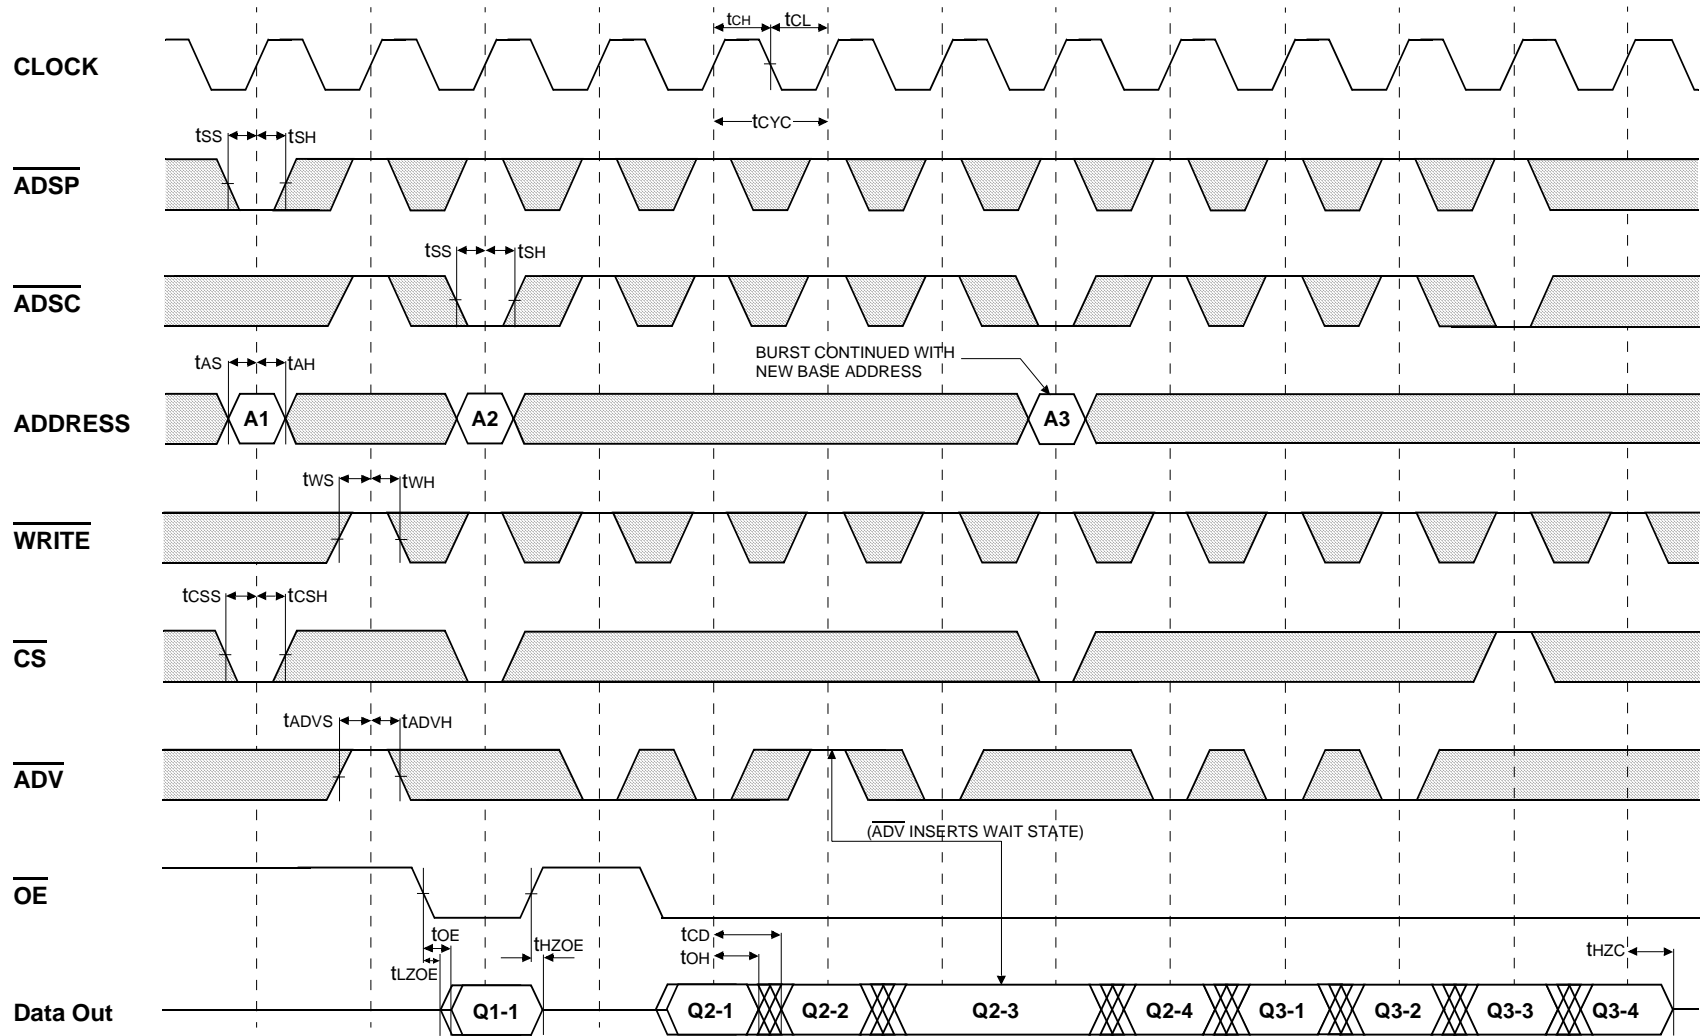 tCH tCL
CLOCK
tCYC
tSS tSH
ADSP
tSS tSH
ADSC
BURST CONTINUED WITH
NEW BASE ADDRESS
tAS tAH
ADDRESS A1 A2 A3
tWS tWH
WRITE
tCSS tCSH
CS
tADVS tADVH
ADV
(ADV INSERTS WAIT STATE)
OE
tOE tHZOE tCD tHZC
tLZOE tOH
Data Out Q1-1 Q2-1 Q2-2 Q2-3 Q2-4 Q3-1 Q3-2 Q3-3 Q3-4